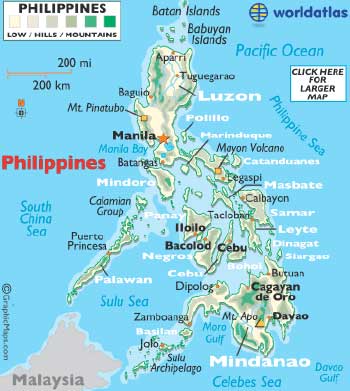 PHILIPPINES
LOW / HILLS / MOUNTAINS
Batan Islands
worldatlas
Babuyan
Islands
Pacific Ocean
200 mi
200 km
Aparri
Tuguegarao
CLICK HERE
FOR
LARGER
MAP
Baguio
Luzon
Mt. Pinatubo
Polillo
Philippine Sea
Manila
Marinduque
Manila Bay
Mayon Volcano
Batangas
Catanduanes
Philippines
Legaspi
Mindoro
Masbate
Calamian
Group
Calbayon
South
China
Sea
Panay
Tacloban
Samar
Iloilo
Leyte
Puerto
Princesa
Bacolod
Cebu
Dinagat
Negros
Siargau
Palawan
Cebu
Bohol
Butuan
Sulu Sea
Dipolog
Cagayan
de Oro
Zamboanga
Mt. Apo
Davao
Basilan
Moro
Gulf
Jolo
Mindanao
Sulu
Archipelago
Davao
Gulf
Malaysia
Celebes Sea
©GraphicMaps.com